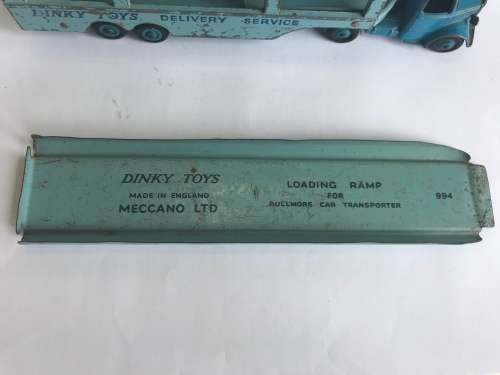 DINKY TOYS DELIVERY SERVICE
DINKY TOYS
MADE IN ENGLAND
MECCANO LTD
LOADING RAMP
FOR
PULLMORE CAR TRANSPORTER
994